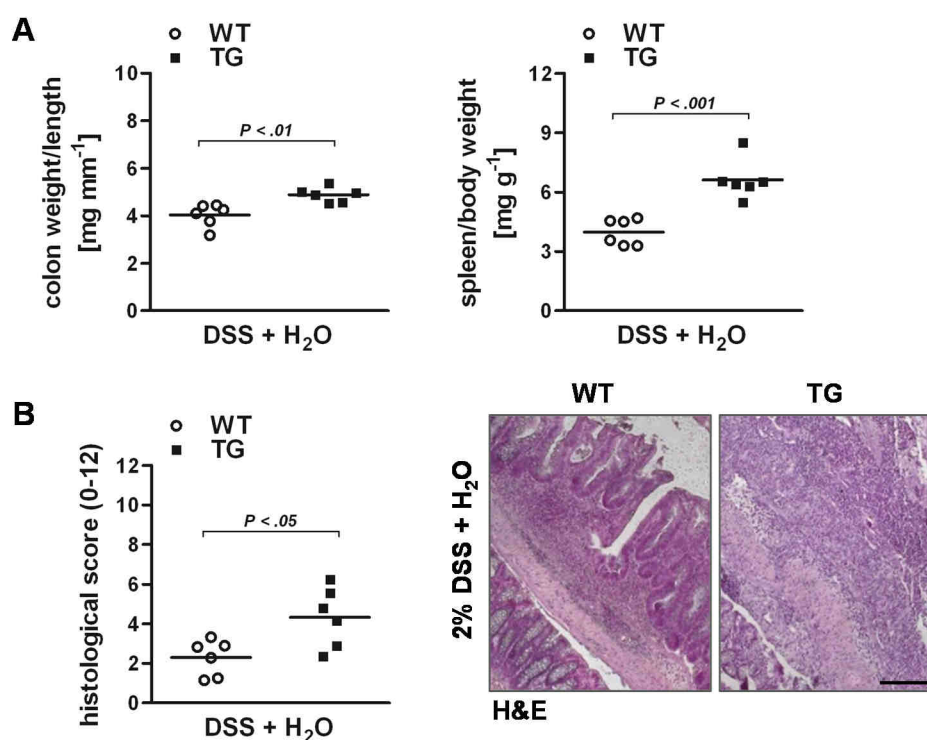 A
WT
TG
colon weight/length
[mg mm⁻¹]
10
8
6
4
2
0
P < .01
DSS + H₂O
WT
TG
spleen/body weight
[mg g⁻¹]
12
9
6
3
0
P < .001
DSS + H₂O
B
WT
TG
histological score (0-12)
12
10
8
6
4
2
0
P < .05
DSS + H₂O
WT
TG
2% DSS + H₂O
H&E